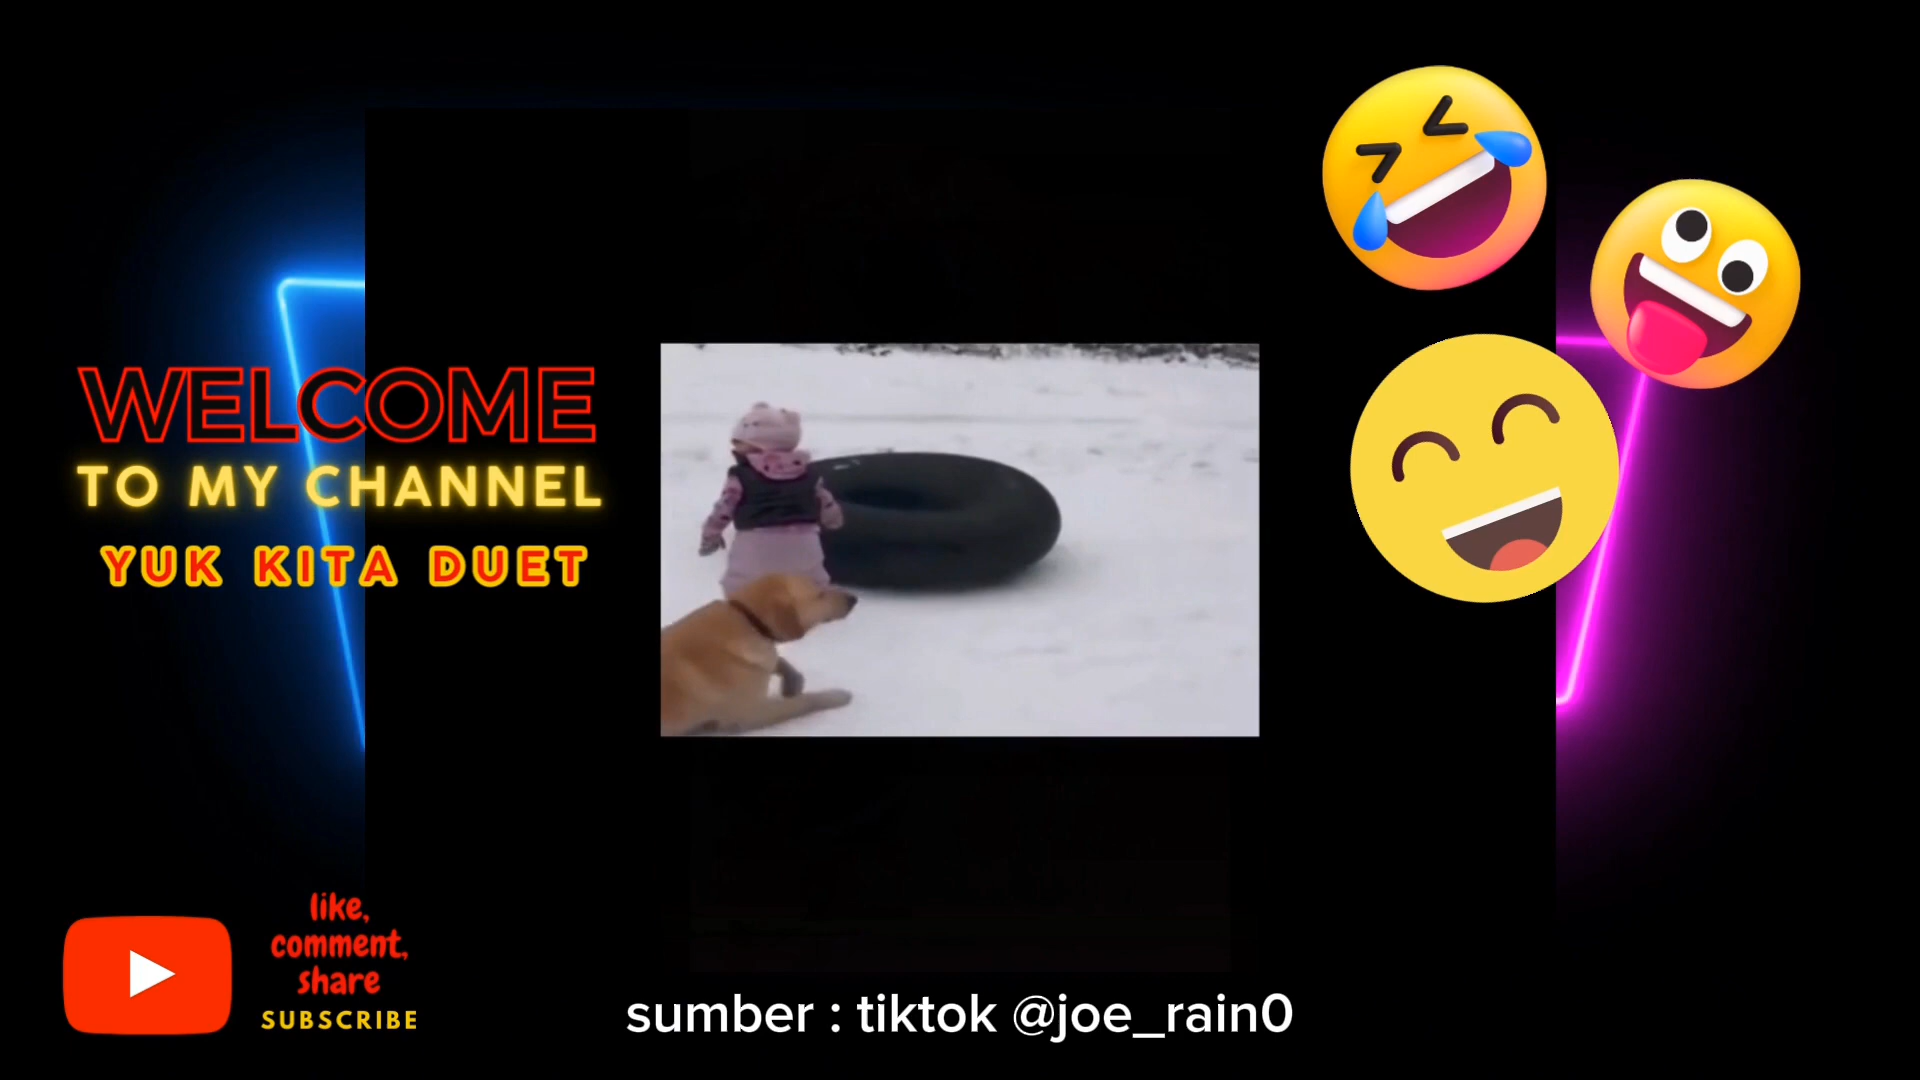 WELCOME
TO MY CHANNEL
YUK KITA DUET
like,
comment,
share
SUBSCRIBE
sumber : tiktok @joe_rain0